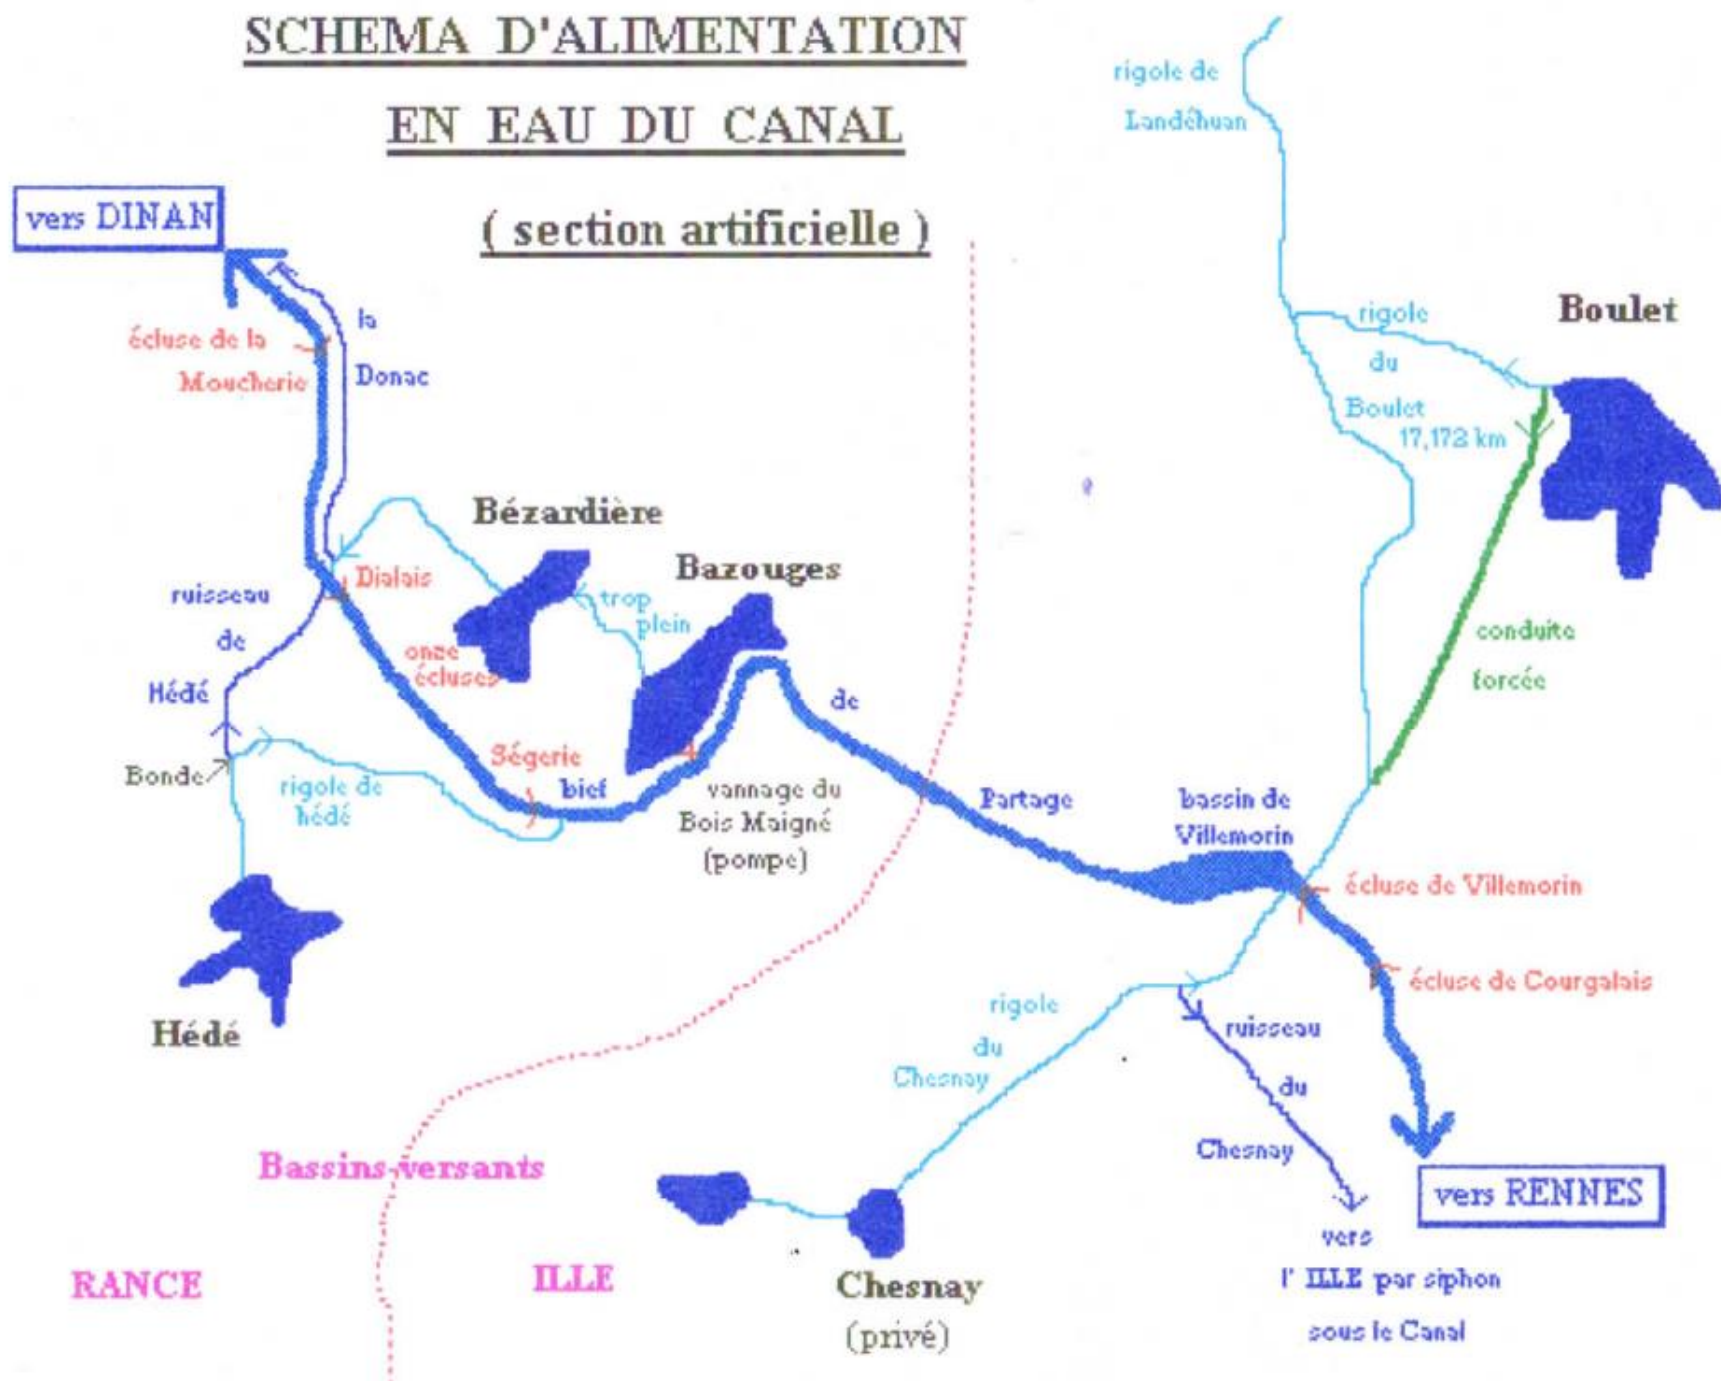 SCHEMA D'ALIMENTATION
EN EAU DU CANAL
( section artificielle )
vers DINAN
écluse de la
Moucherie
la
Donac
rigole de
Landéhuan
rigole
du
Boulet
17,172 km
Boulet
Bézardière
Bazouges
Dialais
trop
plein
onze
écluses
ruisseau
de
Hédé
Bonde
rigole de
hédé
Ségerie
bief
de
Partage
vannage du
Bois Maigné
(pompe)
bassin de
Villemorin
conduite
forcée
écluse de Villemorin
écluse de Courgalais
Hédé
rigole
du
Chesnay
ruisseau
du
Chesnay
vers
l' ILLE par siphon
sous le Canal
vers RENNES
Bassins versants
RANCE
ILLE
Chesnay
(privé)